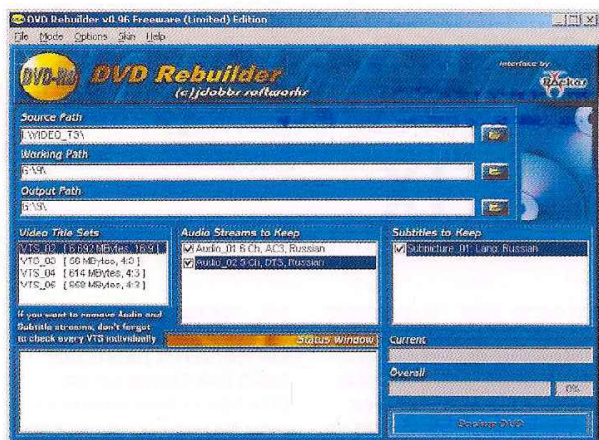 DVD Rebuilder v0.96 Freeware (Limited) Edition
File Mode Options Skin Help
DVD-RB
DVD Rebuilder
(c)jdobbs softworks
interface by
Source Path
I:\VIDEO_TS\
Working Path
G:\9\
Output Path
G:\9\
Video Title Sets
VTS_02 [ 6 692 MBytes, 16:9]
VTS_03 [ 56 MBytes, 4:3 ]
VTS_04 [ 614 MBytes, 4:3 ]
VTS_05 [ 668 MBytes, 4:3 ]
Audio Streams to Keep
Audio_01 6 Ch, AC3, Russian
Audio_02 5 Ch, DTS, Russian
Subtitles to Keep
Subpicture_01: Lang: Russian
If you want to remove Audio and
Subtitle streams, don't forget
to check every VTS individually
Status Window
Current
Overall
0%
Backup DVD